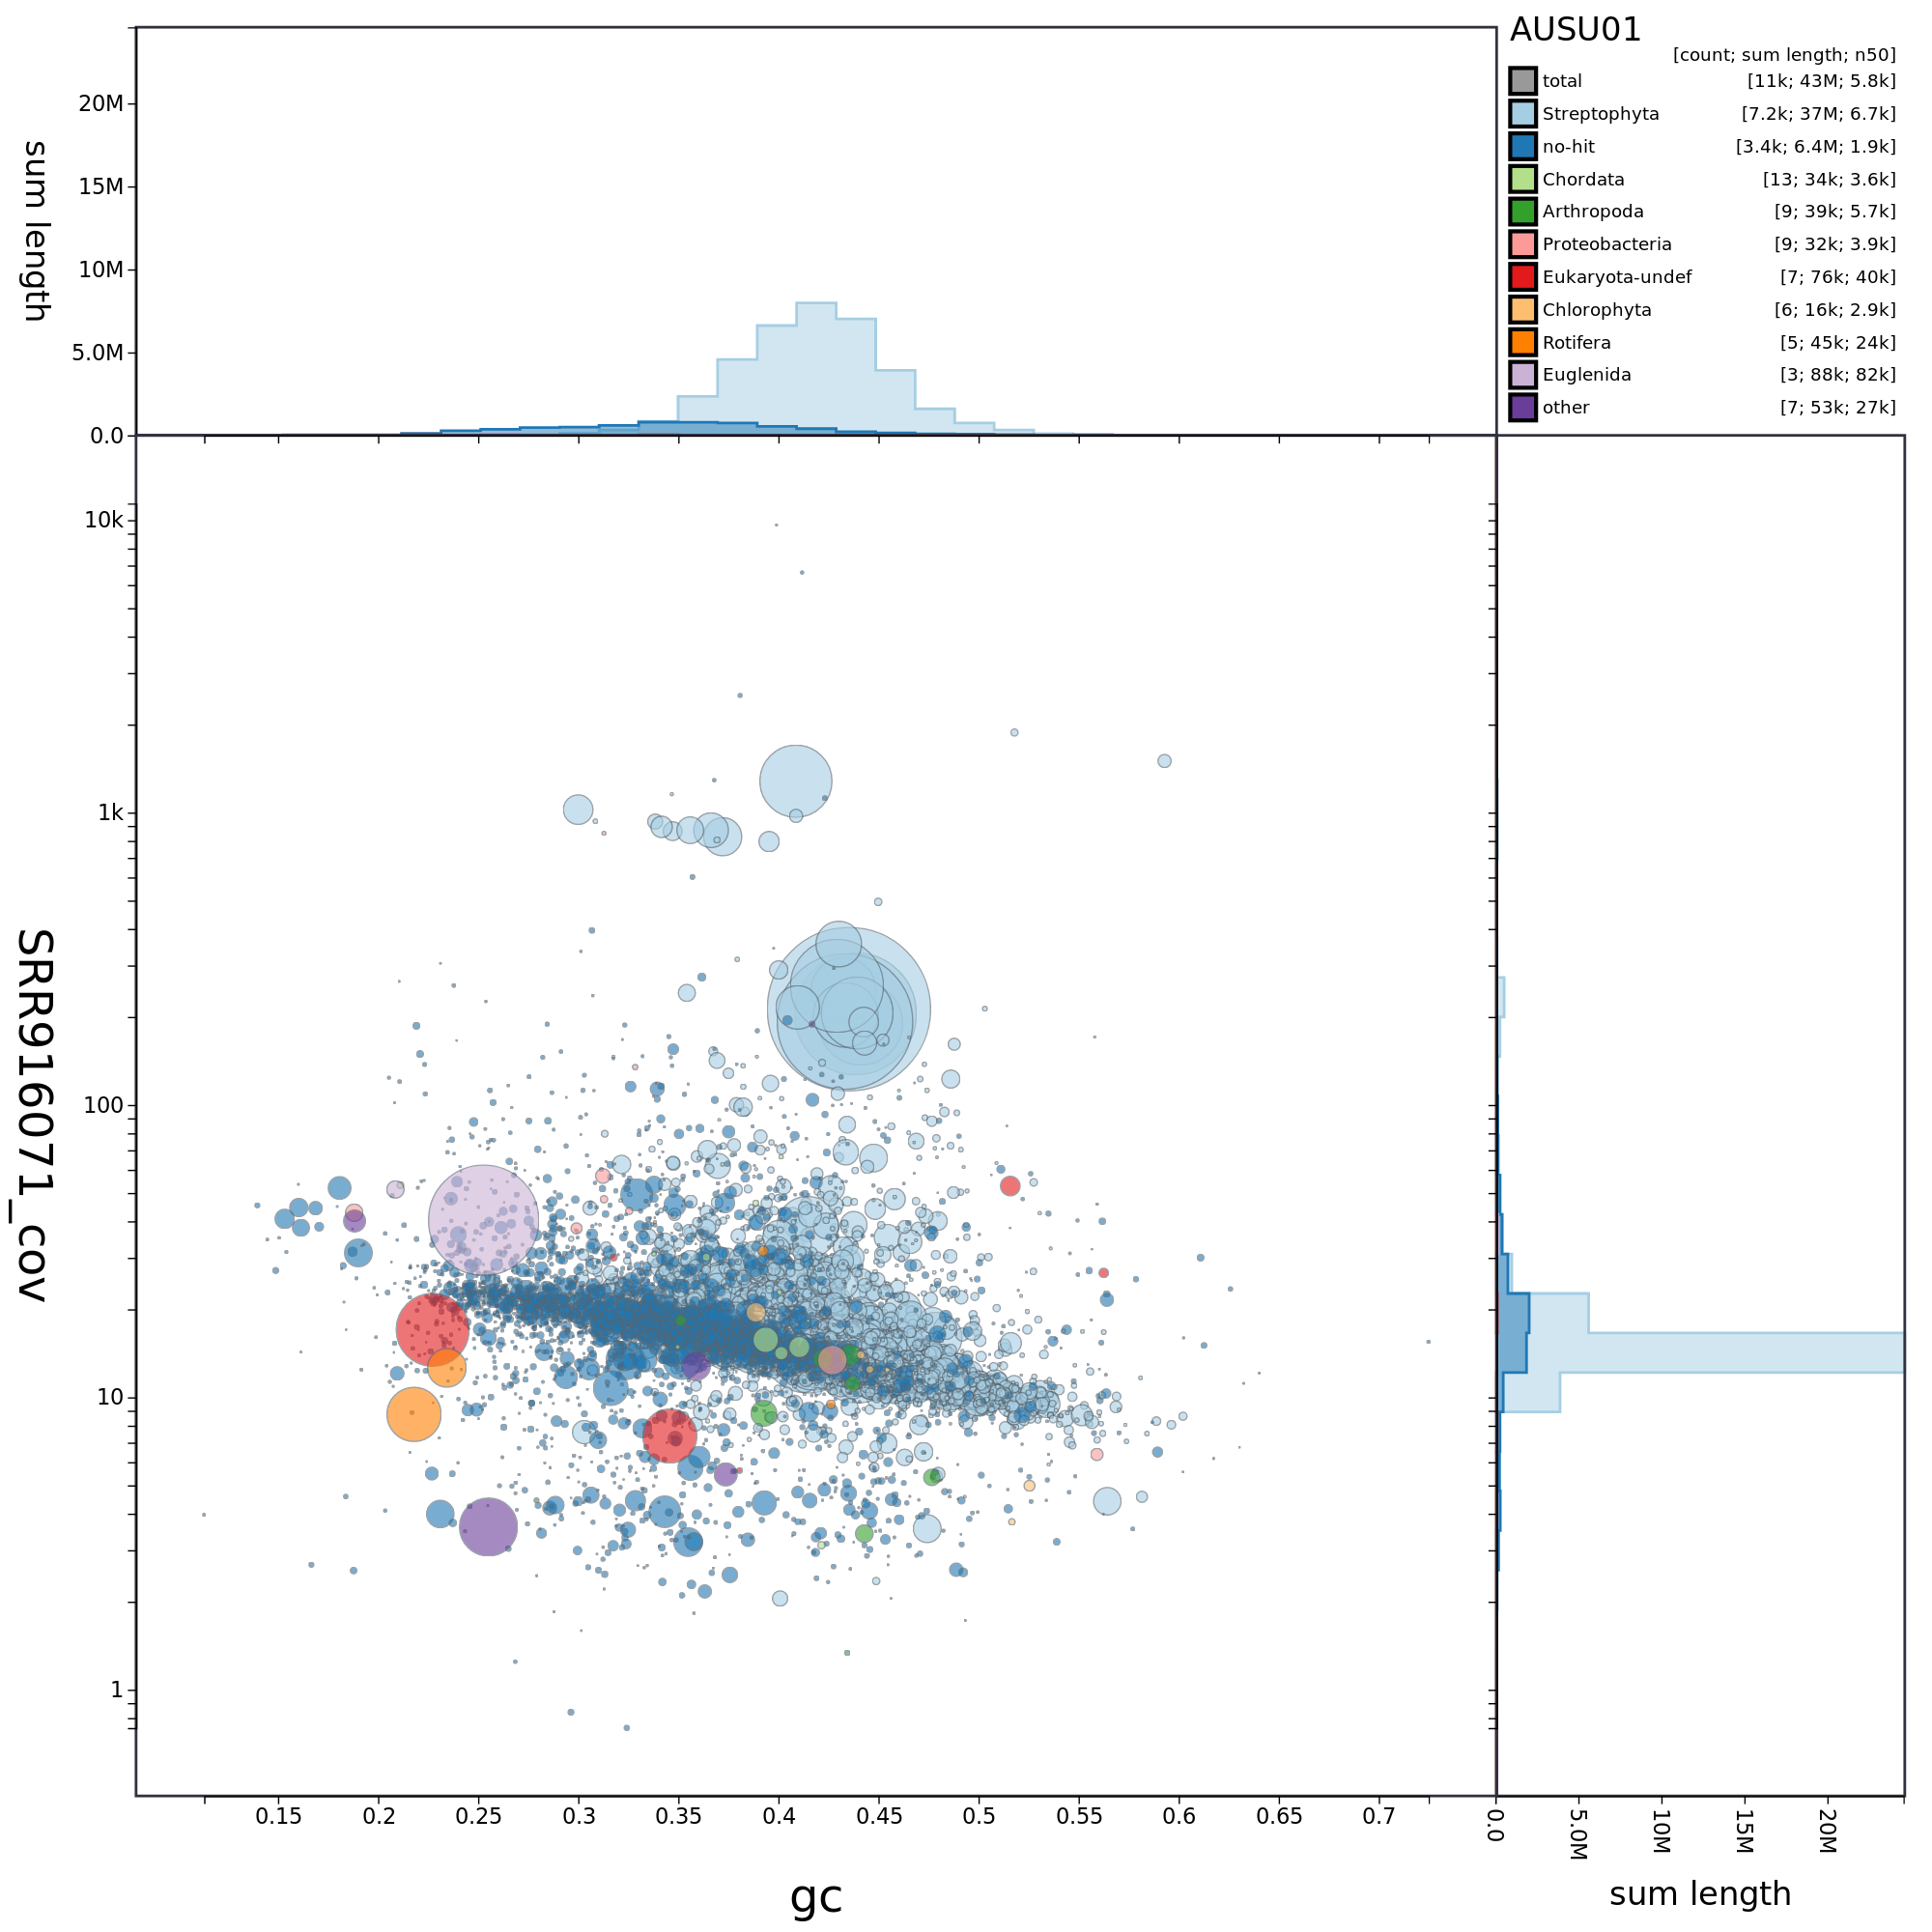 AUSU01
[count; sum length; n50]
total [11k; 43M; 5.8k]
Streptophyta [7.2k; 37M; 6.7k]
no-hit [3.4k; 6.4M; 1.9k]
Chordata [13; 34k; 3.6k]
Arthropoda [9; 39k; 5.7k]
Proteobacteria [9; 32k; 3.9k]
Eukaryota-undef [7; 76k; 40k]
Chlorophyta [6; 16k; 2.9k]
Rotifera [5; 45k; 24k]
Euglenida [3; 88k; 82k]
other [7; 53k; 27k]
sum length
20M
15M
10M
5.0M
0.0
SRR916071_cov
10k
1k
100
10
1
0.15 0.2 0.25 0.3 0.35 0.4 0.45 0.5 0.55 0.6 0.65 0.7
gc
0.0 5.0M 10M 15M 20M
sum length